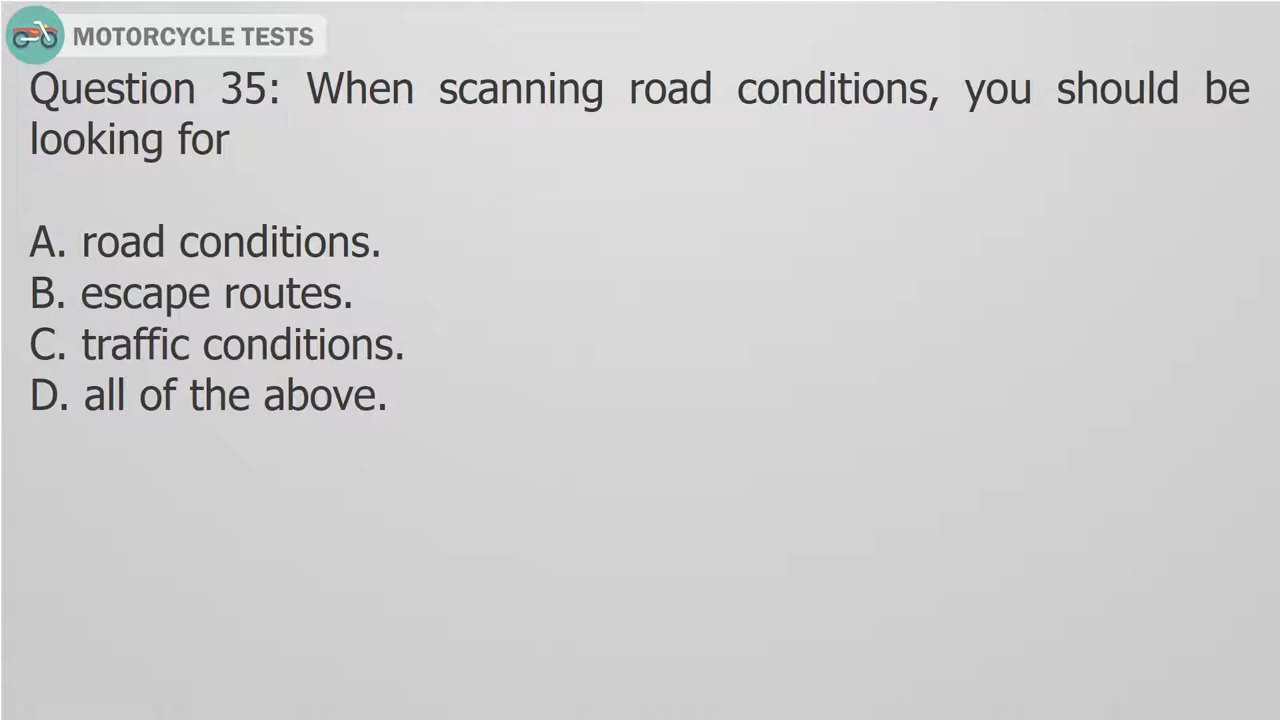 MOTORCYCLE TESTS
Question 35: When scanning road conditions, you should be
looking for
A. road conditions.
B. escape routes.
C. traffic conditions.
D. all of the above.